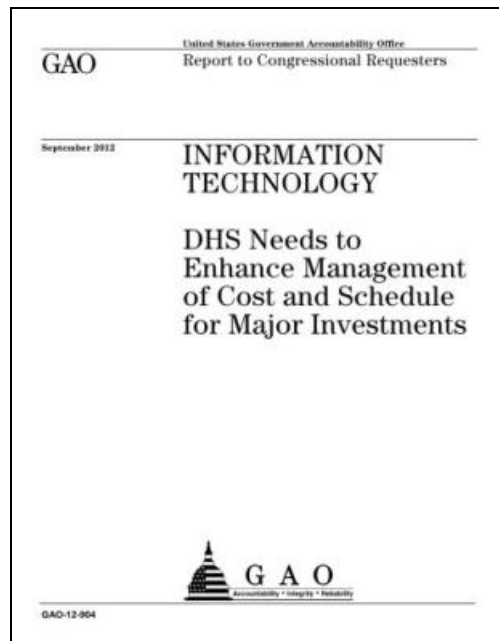 United States Government Accountability Office
GAO
Report to Congressional Requesters
September 2012
INFORMATION
TECHNOLOGY
DHS Needs to
Enhance Management
of Cost and Schedule
for Major Investments
G A O
Accountability * Integrity * Reliability
GAO-12-904